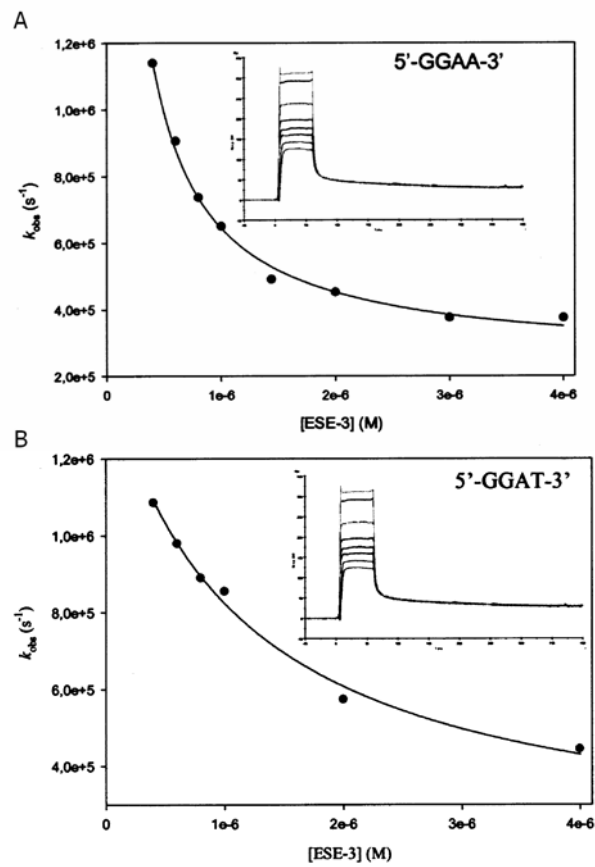 A
1,2e+6
5'-GGAA-3'
1,0e+6
8,0e+5
k_obs (s⁻¹)
6,0e+5
4,0e+5
2,0e+5
0 1e-6 2e-6 3e-6 4e-6
[ESE-3] (M)
B
1,2e+6
5'-GGAT-3'
1,0e+6
8,0e+5
k_obs (s⁻¹)
6,0e+5
4,0e+5
0 1e-6 2e-6 3e-6 4e-6
[ESE-3] (M)